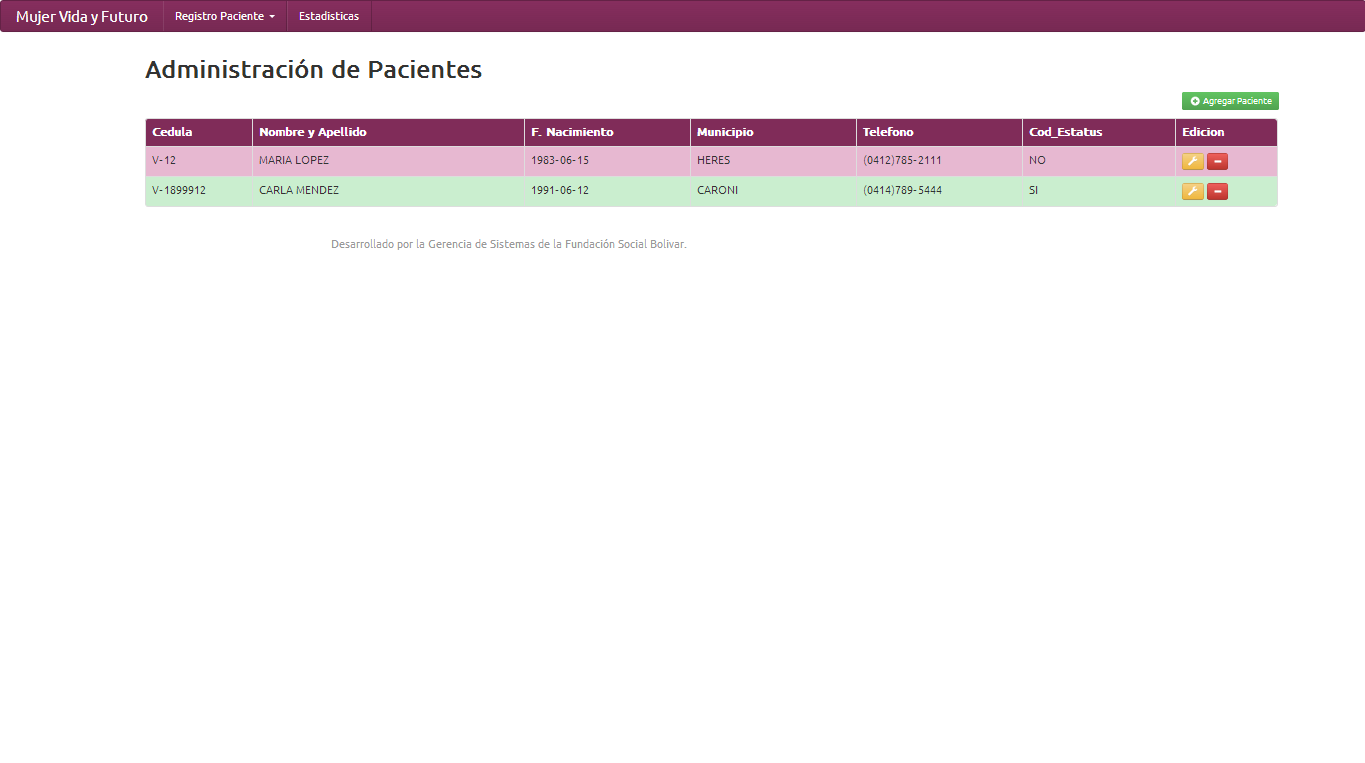 Mujer Vida y Futuro Registro Paciente Estadisticas
Administración de Pacientes
Agregar Paciente
Cedula Nombre y Apellido F. Nacimiento Municipio Telefono Cod_Estatus Edicion
V-12 MARIA LOPEZ 1983-06-15 HERES (0412)785-2111 NO
V-1899912 CARLA MENDEZ 1991-06-12 CARONI (0414)789-5444 SI
Desarrollado por la Gerencia de Sistemas de la Fundación Social Bolivar.